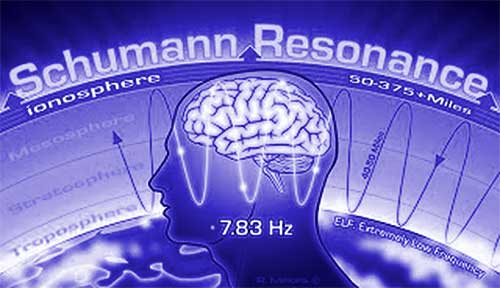 Schumann Resonance
ionosphere
50-375+Miles
Mesosphere
Stratosphere
Troposphere
7.83 Hz
ELF. Extremely Low Frequency